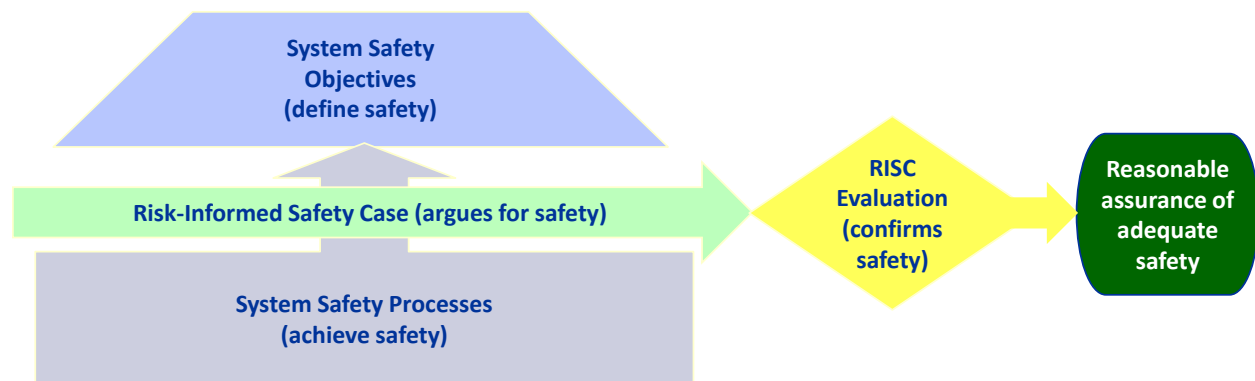 System Safety
Objectives
(define safety)
Risk-Informed Safety Case (argues for safety)
System Safety Processes
(achieve safety)
RISC
Evaluation
(confirms
safety)
Reasonable
assurance of
adequate
safety